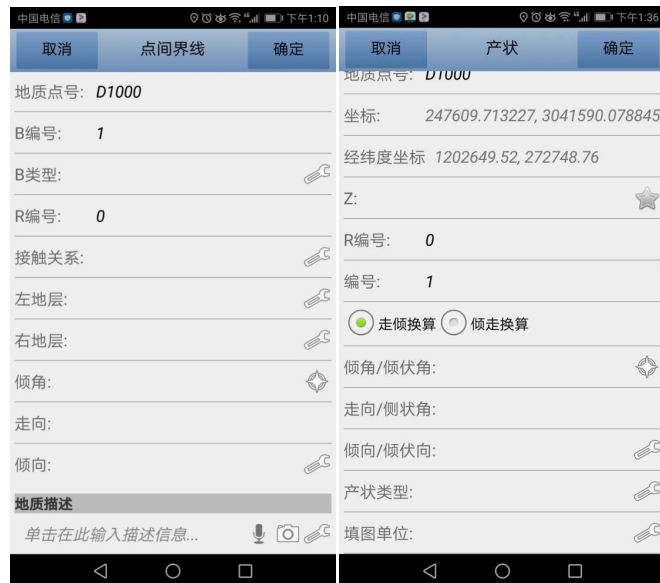 中国电信
下午1:10
取消 点间界线 确定
地质点号: D1000
B编号: 1
B类型:
R编号: 0
接触关系:
左地层:
右地层:
倾角:
走向:
倾向:
地质描述
单击在此输入描述信息...
中国电信
下午1:36
取消 产状 确定
地质点号: D1000
坐标: 247609.713227, 3041590.078845
经纬度坐标 1202649.52, 272748.76
Z:
R编号: 0
编号: 1
走倾换算 倾走换算
倾角/倾伏角:
走向/侧状角:
倾向/倾伏向:
产状类型:
填图单位: